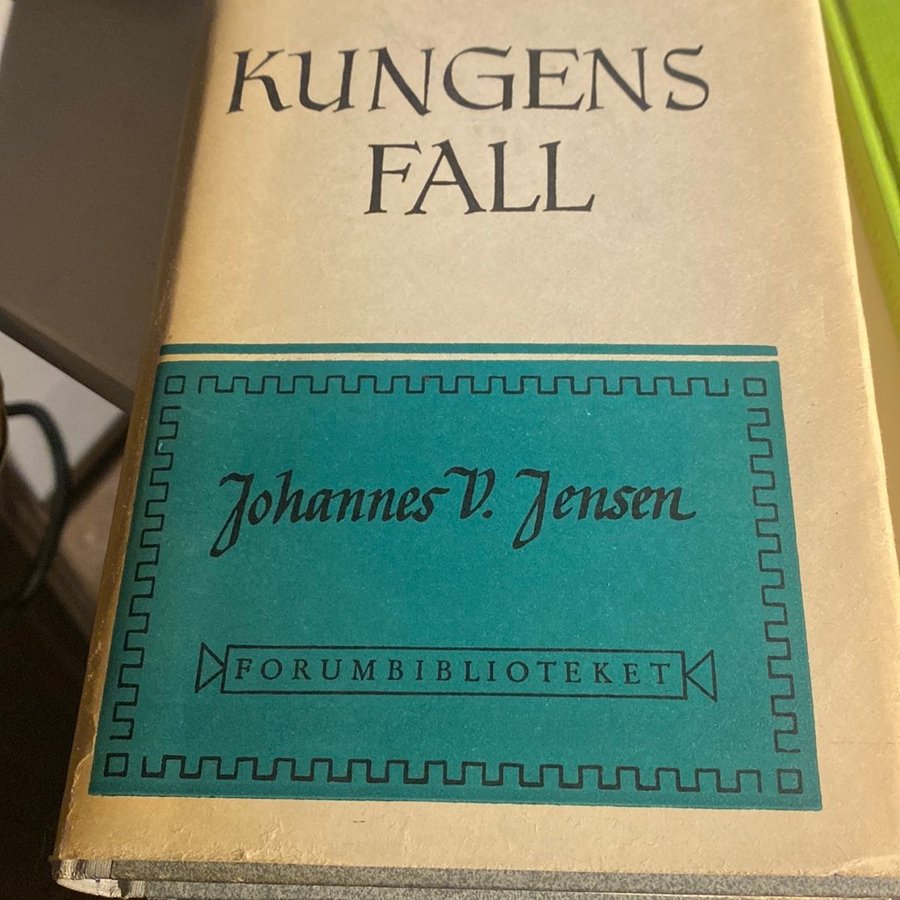 KUNGENS
FALL
Johannes V. Jensen
FORUMBIBLIOTEKET